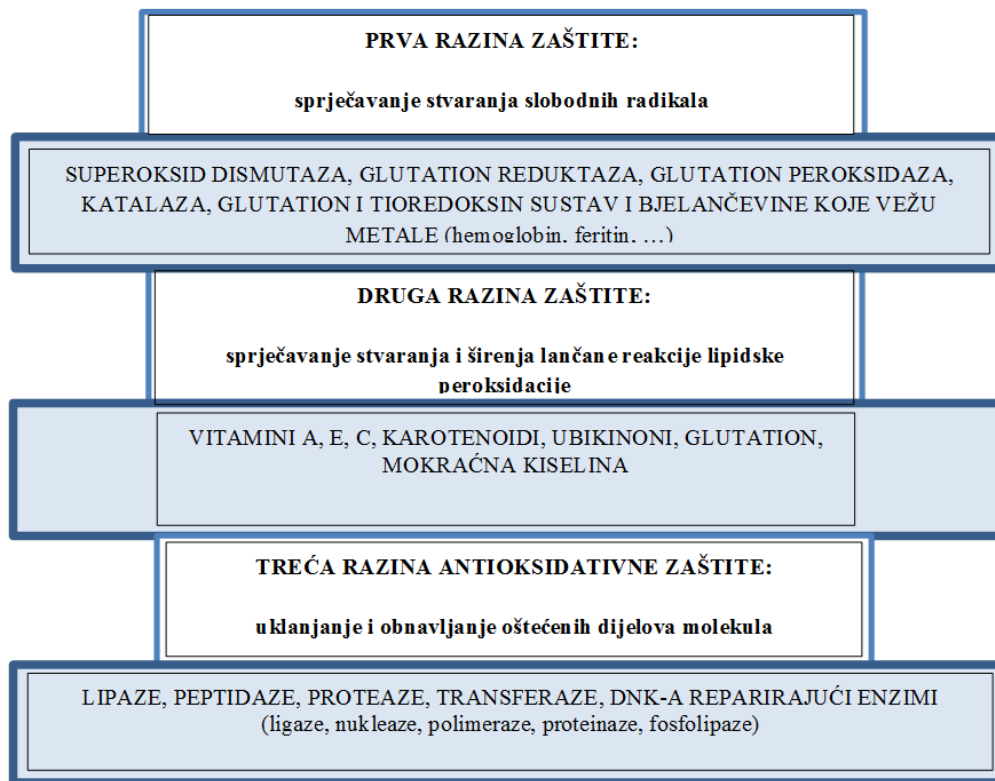 PRVA RAZINA ZAŠTITE:
sprječavanje stvaranja slobodnih radikala
SUPEROKSID DISMUTAZA, GLUTATION REDUKTAZA, GLUTATION PEROKSIDAZA,
KATALAZA, GLUTATION I TIOREDOKSIN SUSTAV I BJELANČEVINE KOJE VEŽU
METALE (hemoglobin, feritin, …)
DRUGA RAZINA ZAŠTITE:
sprječavanje stvaranja i širenja lančane reakcije lipidske
peroksidacije
VITAMINI A, E, C, KAROTENOIDI, UBIKINONI, GLUTATION,
MOKRAĆNA KISELINA
TREĆA RAZINA ANTIOKSIDATIVNE ZAŠTITE:
uklanjanje i obnavljanje oštećenih dijelova molekula
LIPAZE, PEPTIDAZE, PROTEAZE, TRANSFERAZE, DNK-A REPARIRAJUĆI ENZIMI
(ligaze, nukleaze, polimeraze, proteinaze, fosfolipaze)